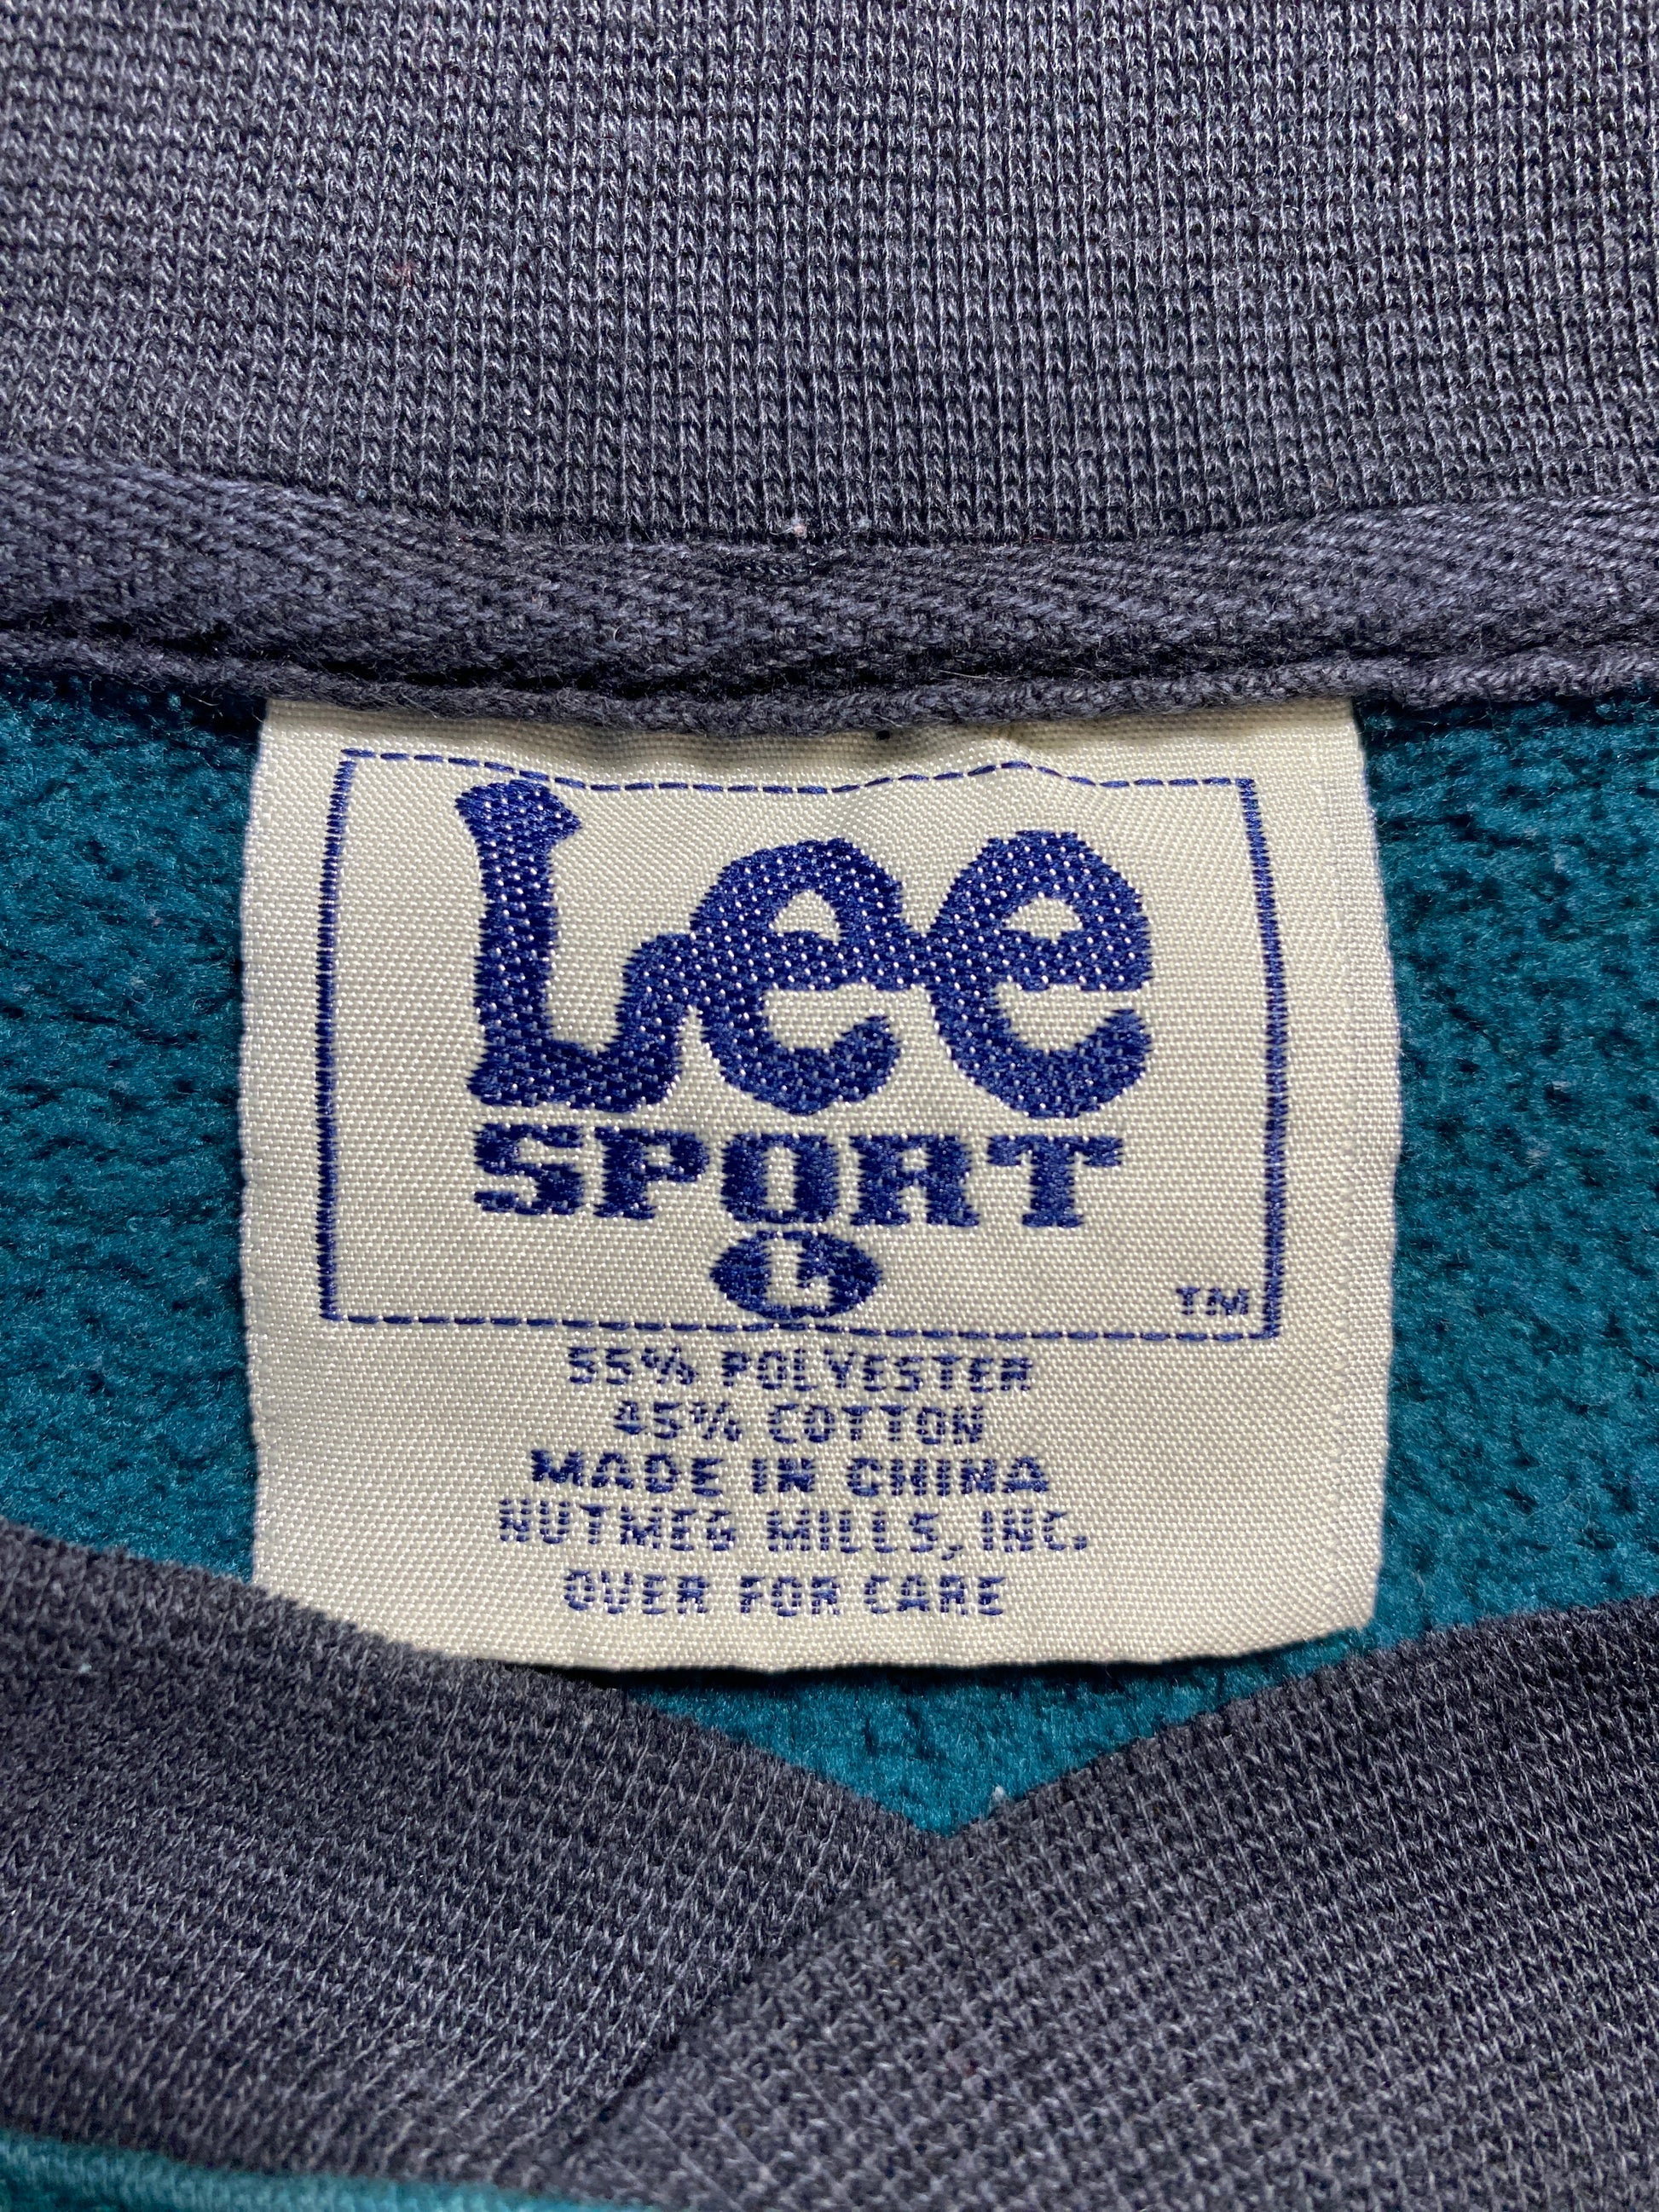 Lee
SPORT
L
TM
55% POLYESTER
45% COTTON
MADE IN CHINA
NUTMEG MILLS, INC.
OVER FOR CARE